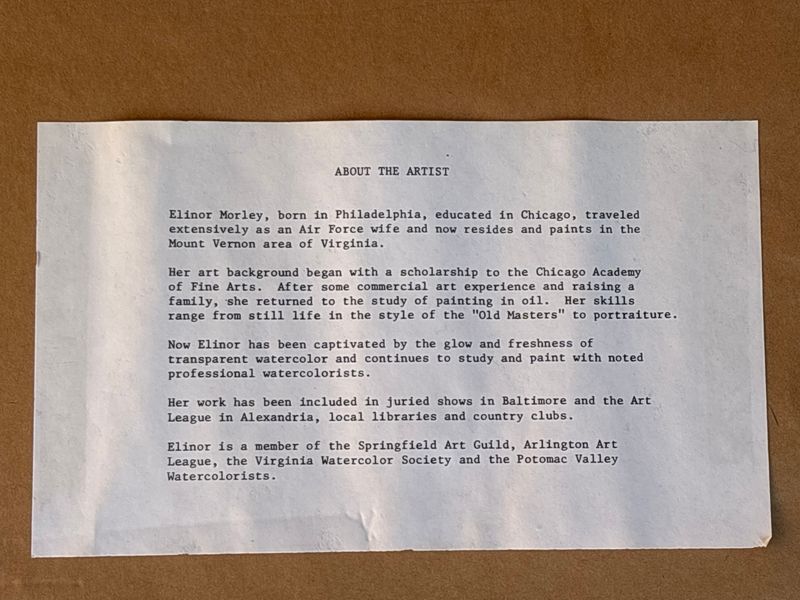 ABOUT THE ARTIST
Elinor Morley, born in Philadelphia, educated in Chicago, traveled
extensively as an Air Force wife and now resides and paints in the
Mount Vernon area of Virginia.
Her art background began with a scholarship to the Chicago Academy
of Fine Arts.  After some commercial art experience and raising a
family, she returned to the study of painting in oil.  Her skills
range from still life in the style of the "Old Masters" to portraiture.
Now Elinor has been captivated by the glow and freshness of
transparent watercolor and continues to study and paint with noted
professional watercolorists.
Her work has been included in juried shows in Baltimore and the Art
League in Alexandria, local libraries and country clubs.
Elinor is a member of the Springfield Art Guild, Arlington Art
League, the Virginia Watercolor Society and the Potomac Valley
Watercolorists.